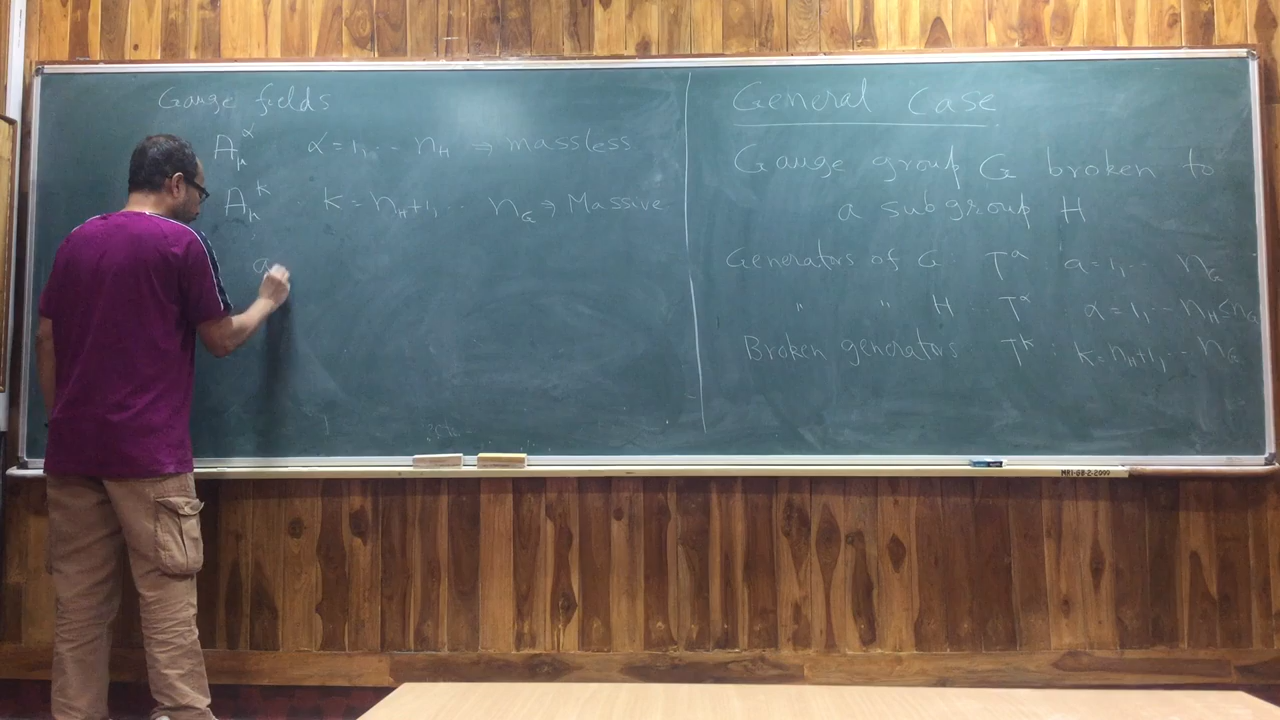 Gauge fields
A_μ^α α = 1, ... n_H → massless
A_μ^k k = n_H+1, ... n_G → Massive
a
General Case
Gauge group G broken to
a subgroup H
Generators of G : T^a : a = 1, ... n_G
" " H T^α : α = 1, ... n_H ≤ n_G
Broken generators : T^k : k = n_H+1, ... n_G
MRI-GB-2-2000